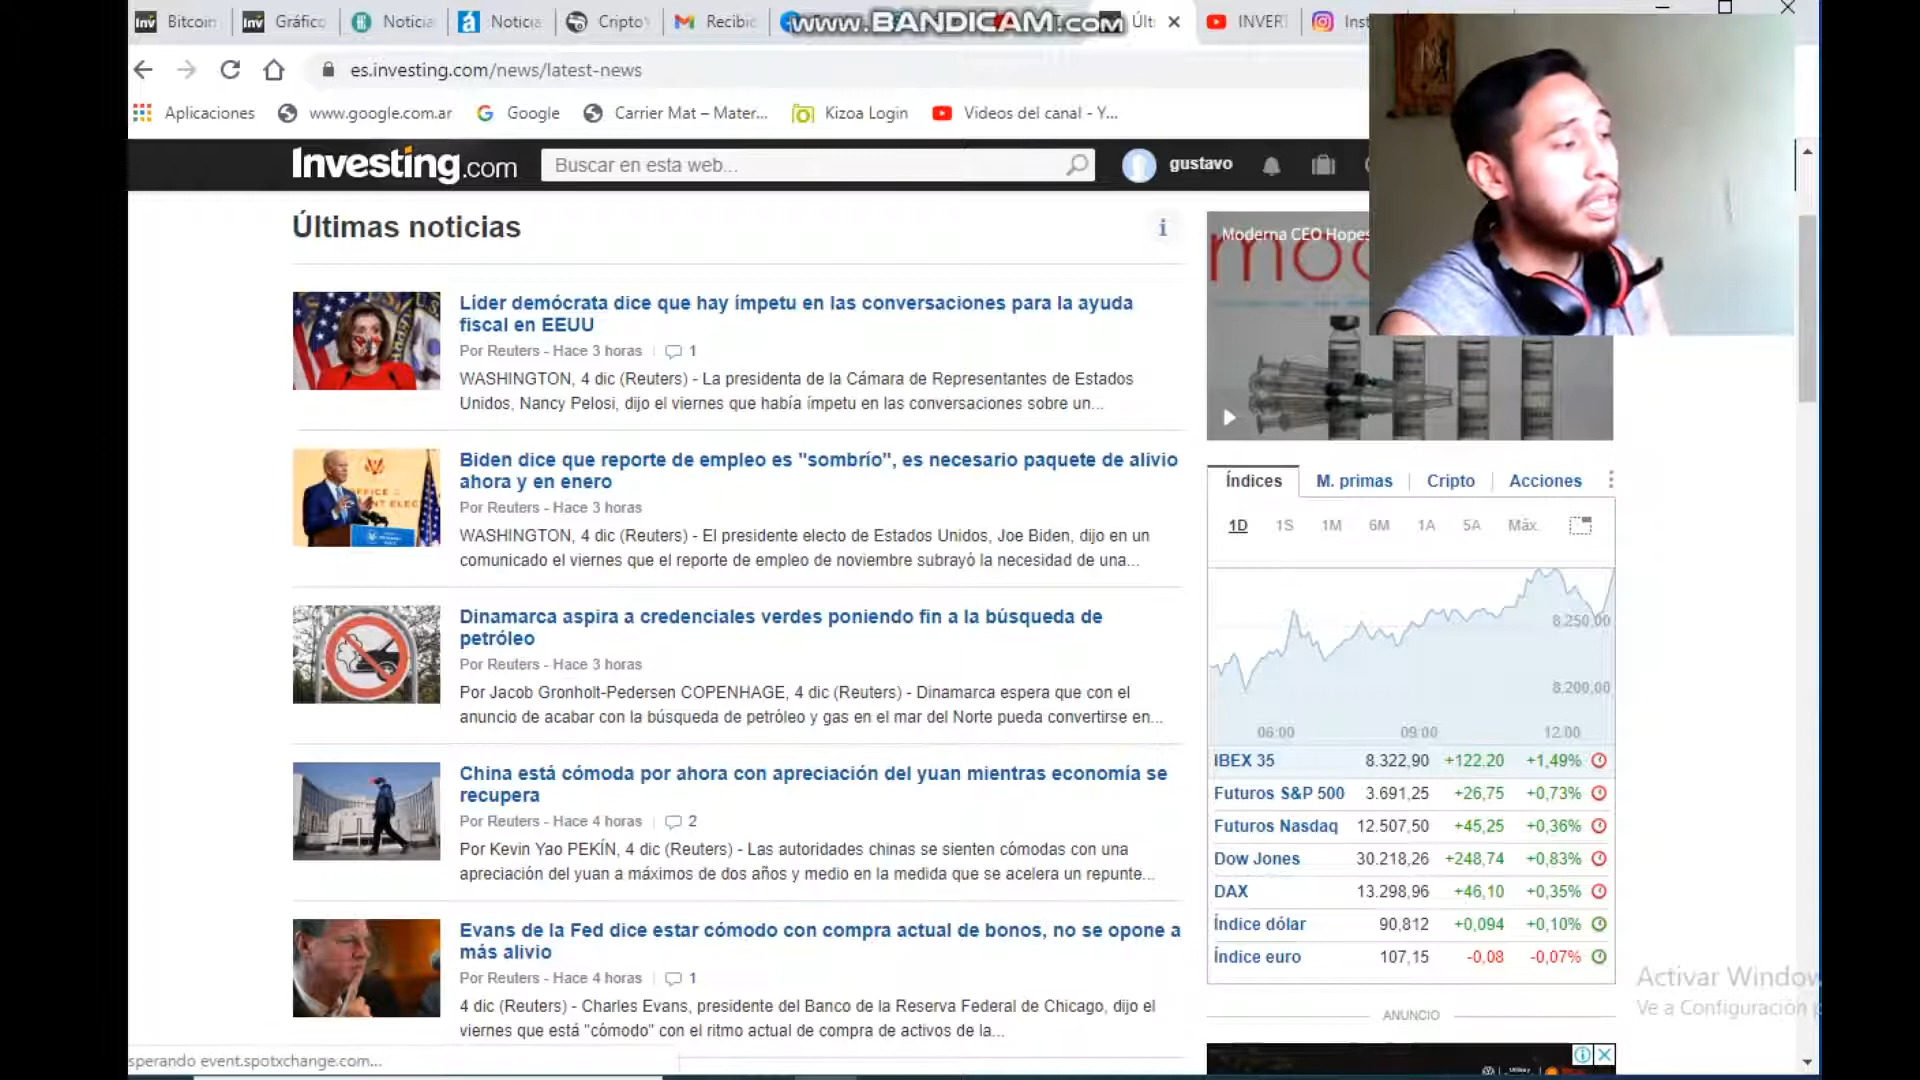 Bitcoin
Gráfico
Noticia
Noticia
Cripto
Recibi
www.BANDICAM.com
Últi
INVER
Inst
es.investing.com/news/latest-news
Aplicaciones
www.google.com.ar
Google
Carrier Mat – Mater...
Kizoa Login
Videos del canal - Y...
Investing.com
Buscar en esta web...
gustavo
Últimas noticias
Moderna CEO Hopes
Líder demócrata dice que hay ímpetu en las conversaciones para la ayuda
fiscal en EEUU
Por Reuters - Hace 3 horas 1
WASHINGTON, 4 dic (Reuters) - La presidenta de la Cámara de Representantes de Estados
Unidos, Nancy Pelosi, dijo el viernes que había ímpetu en las conversaciones sobre un...
Biden dice que reporte de empleo es "sombrío", es necesario paquete de alivio
ahora y en enero
Por Reuters - Hace 3 horas
WASHINGTON, 4 dic (Reuters) - El presidente electo de Estados Unidos, Joe Biden, dijo en un
comunicado el viernes que el reporte de empleo de noviembre subrayó la necesidad de una...
Dinamarca aspira a credenciales verdes poniendo fin a la búsqueda de
petróleo
Por Reuters - Hace 3 horas
Por Jacob Gronholt-Pedersen COPENHAGE, 4 dic (Reuters) - Dinamarca espera que con el
anuncio de acabar con la búsqueda de petróleo y gas en el mar del Norte pueda convertirse en...
China está cómoda por ahora con apreciación del yuan mientras economía se
recupera
Por Reuters - Hace 4 horas 2
Por Kevin Yao PEKÍN, 4 dic (Reuters) - Las autoridades chinas se sienten cómodas con una
apreciación del yuan a máximos de dos años y medio en la medida que se acelera un repunte...
Evans de la Fed dice estar cómodo con compra actual de bonos, no se opone a
más alivio
Por Reuters - Hace 4 horas 1
4 dic (Reuters) - Charles Evans, presidente del Banco de la Reserva Federal de Chicago, dijo el
viernes que está "cómodo" con el ritmo actual de compra de activos de la...
Índices M. primas Cripto Acciones
1D 1S 1M 6M 1A 5A Máx.
8.250,00
8.200,00
06:00 09:00 12:00
IBEX 35 8.322,90 +122,20 +1,49%
Futuros S&P 500 3.691,25 +26,75 +0,73%
Futuros Nasdaq 12.507,50 +45,25 +0,36%
Dow Jones 30.218,26 +248,74 +0,83%
DAX 13.298,96 +46,10 +0,35%
Índice dólar 90,812 +0,094 +0,10%
Índice euro 107,15 -0,08 -0,07%
ANUNCIO
Activar Window
Ve a Configuración p
sperando event.spotxchange.com...